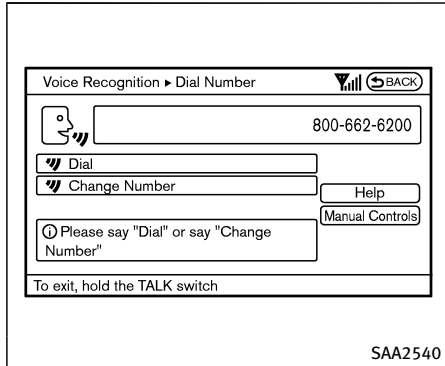 Voice Recognition ▸ Dial Number BACK
800-662-6200
Dial
Change Number
Help
Manual Controls
Please say "Dial" or say "Change
Number"
To exit, hold the TALK switch
SAA2540